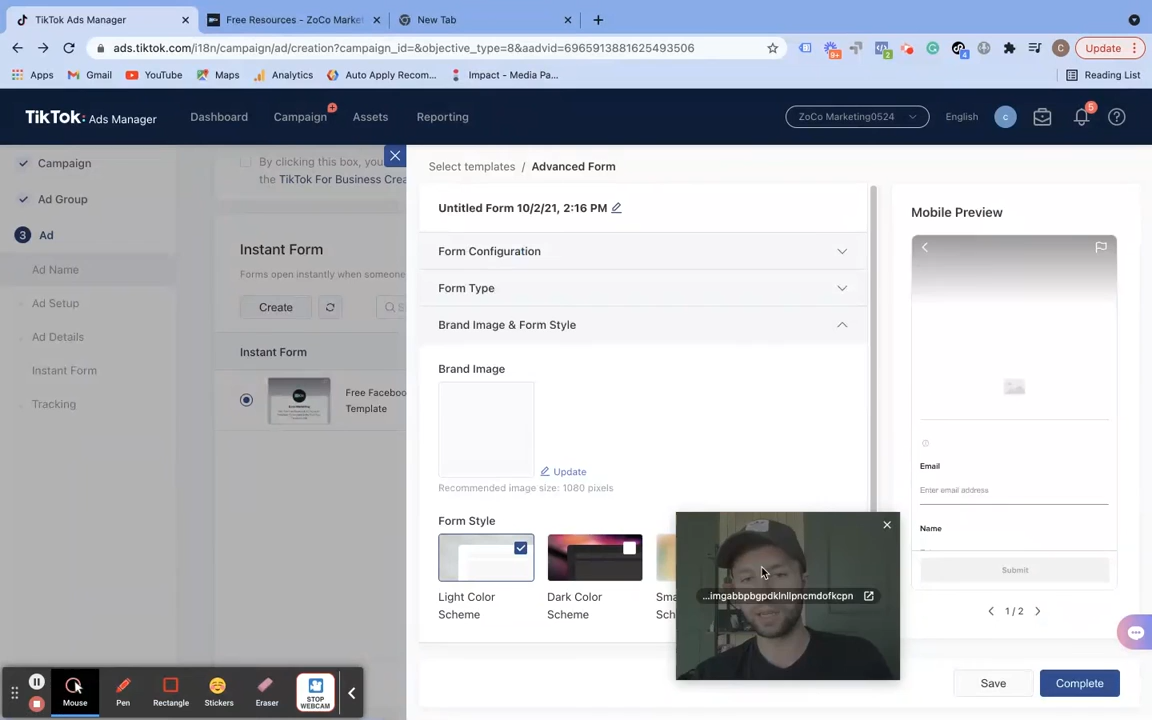 TikTok Ads Manager
Free Resources - ZoCo Market
New Tab
ads.tiktok.com/i18n/campaign/ad/creation?campaign_id=&objective_type=8&aadvid=6965913881625493506
9+
2
4
C
Update
Apps
Gmail
YouTube
Maps
Analytics
Auto Apply Recom...
Impact - Media Pa...
Reading List
TikTok: Ads Manager
Dashboard
Campaign
Assets
Reporting
ZoCo Marketing0524
English
c
5
Campaign
Ad Group
3 Ad
Ad Name
Ad Setup
Ad Details
Instant Form
Tracking
By clicking this box, you
the TikTok For Business Crea
Instant Form
Forms open instantly when someone
Create
Instant Form
Free Faceboo
Template
Select templates / Advanced Form
Untitled Form 10/2/21, 2:16 PM
Form Configuration
Form Type
Brand Image & Form Style
Brand Image
Update
Recommended image size: 1080 pixels
Form Style
Light Color
Scheme
Dark Color
Scheme
Sma
Sch
...imgabbpbgpdklnllpncmdofkcpn
Mobile Preview
Email
Enter email address
Name
Submit
1 / 2
Save
Complete
Mouse
Pen
Rectangle
Stickers
Eraser
STOP
WEBCAM